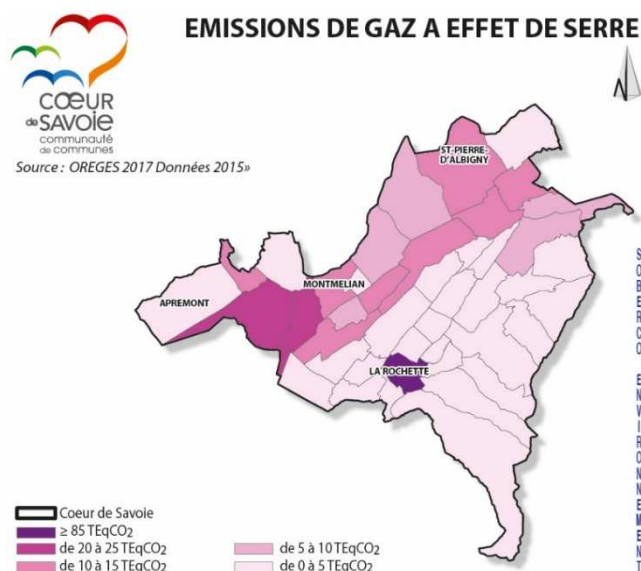 EMISSIONS DE GAZ A EFFET DE SERRE
N
CŒUR
de SAVOIE
communauté
de communes
Source : OREGES 2017 Données 2015»
ST-PIERRE-
D'ALBIGNY
MONTMELIAN
APREMONT
LA ROCHETTE
SOBERCO ENVIRONNEMENT
Coeur de Savoie
≥ 85 TEqCO2
de 20 à 25 TEqCO2
de 10 à 15 TEqCO2
de 5 à 10 TEqCO2
de 0 à 5 TEqCO2